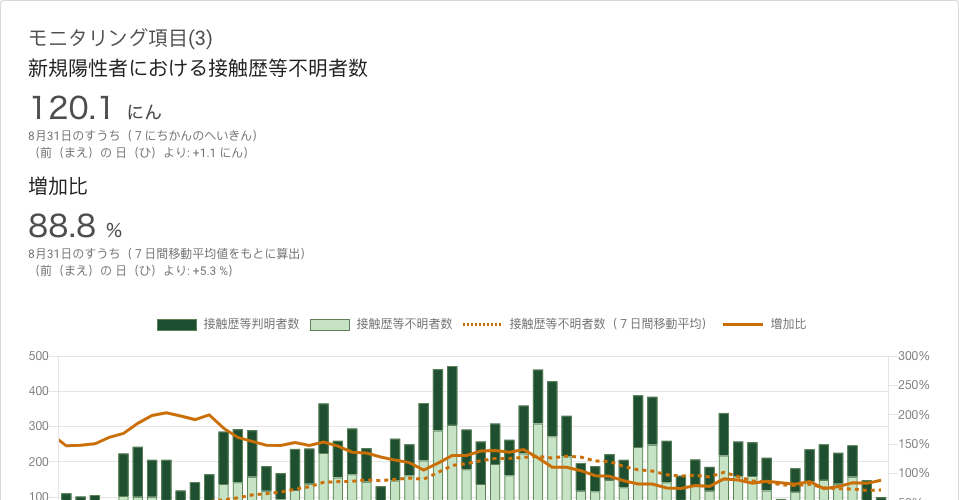 モニタリング項目(3)
新規陽性者における接触歴等不明者数
120.1 にん
8月31日のすうち（７にちかんのへいきん）
（前（まえ）の 日（ひ）より: +1.1 にん）
増加比
88.8 %
8月31日のすうち（７日間移動平均値をもとに算出）
（前（まえ）の 日（ひ）より: +5.3 %）
接触歴等判明者数 接触歴等不明者数 接触歴等不明者数（７日間移動平均） 増加比
500 300%
250%
400
200%
300
150%
200
100%
100